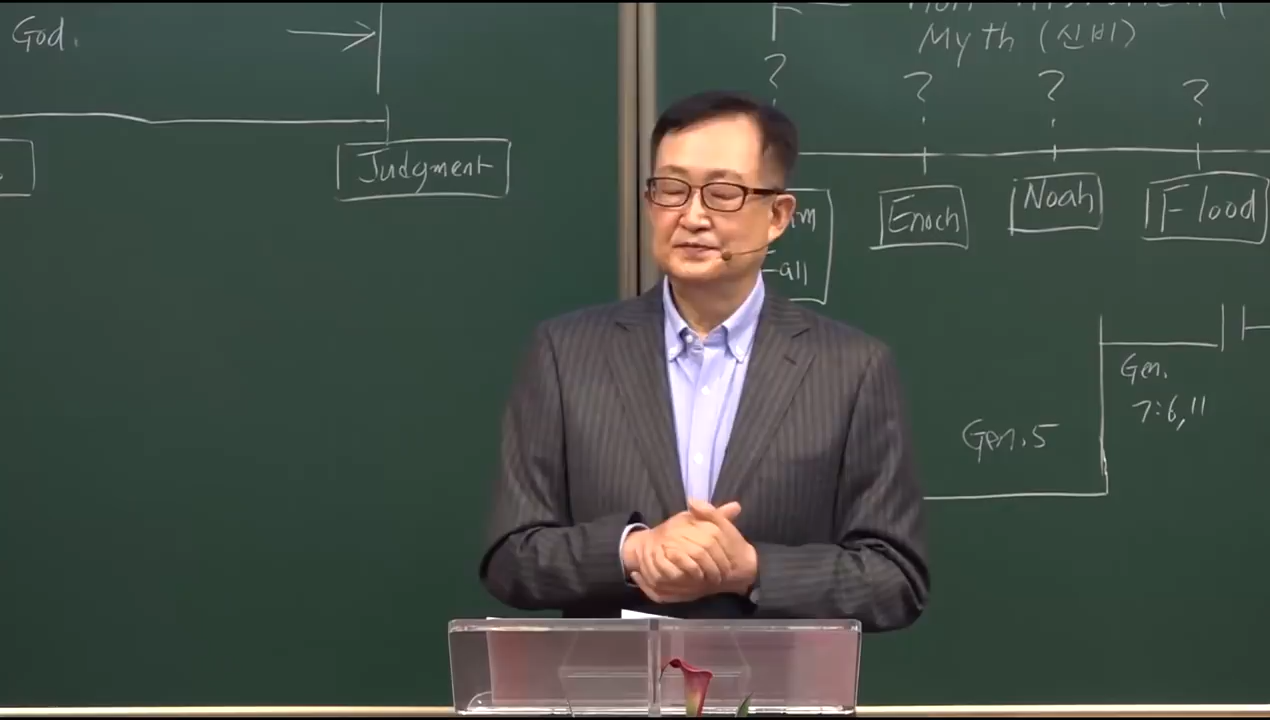 God.
Judgment
Myth (신비)
? ? ? ?
Enoch
Noah
Flood
Gen. 5
Gen.
7:6, 11